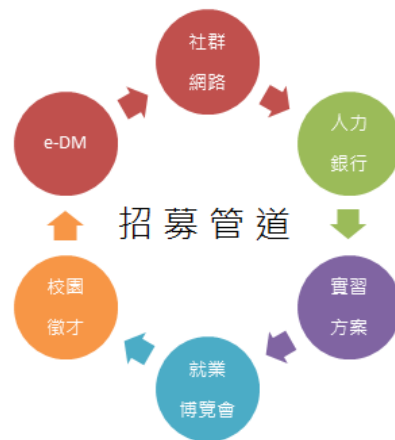 社群
網路
人力
銀行
實習
方案
就業
博覽會
校園
徵才
e-DM
招募管道